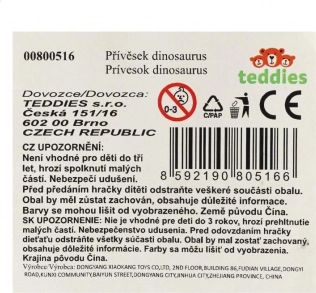 00800516 Přívěsek dinosaurus
Prívesok dinosaurus
teddies
Dovozce/Dovozca:
TEDDIES s.r.o.
Česká 151/16
602 00 Brno
CZECH REPUBLIC
0-3
C/PAP
CE
8 592190 805166
CZ UPOZORNĚNÍ:
Není vhodné pro děti do tří
let, hrozí spolknutí malých
částí. Nebezpečí udušení.
Před předáním hračky dítěti odstraňte veškeré součásti obalu.
Obal by měl zůstat zachován, obsahuje důležité informace.
Barvy se mohou lišit od vyobrazeného. Země původu Čína.
SK UPOZORNENIE: Nie je vhodné pre deti do 3 rokov, hrozí prehltnutie
malých častí. Nebezpečenstvo udusenia. Pred odovzdaním hračky
dieťaťu odstráňte všetky súčasti obalu. Obal by mal zostať zachovaný,
obsahuje dôležité informácie. Farby sa môžu líšiť od vyobrazeného.
Krajina pôvodu Čína.
Výrobce/Výrobca: DONGYANG XIAOKANG TOYS CO,LTD, 2ND FLOOR,BUILDING 86,FUDIAN VILLAGE,DONGYI
ROAD,KUNXI COMMUNITY,BAIYUN STREET,DONGYANG CITY,JINHUA CITY,ZHEJIANG PROVINCE, CHINA